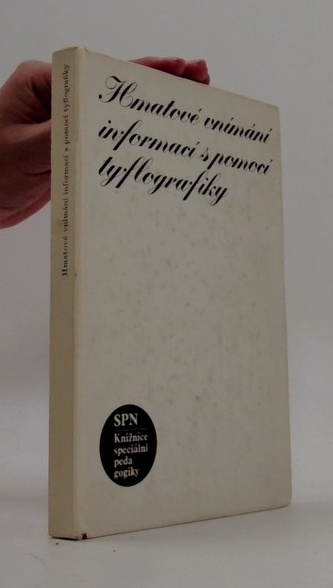 Hmatové vnímání
informací s pomocí
tyflografiky
Hmatové vnímání informací s pomocí tyflografiky
SPN
Knižnice
speciální
peda
gogiky